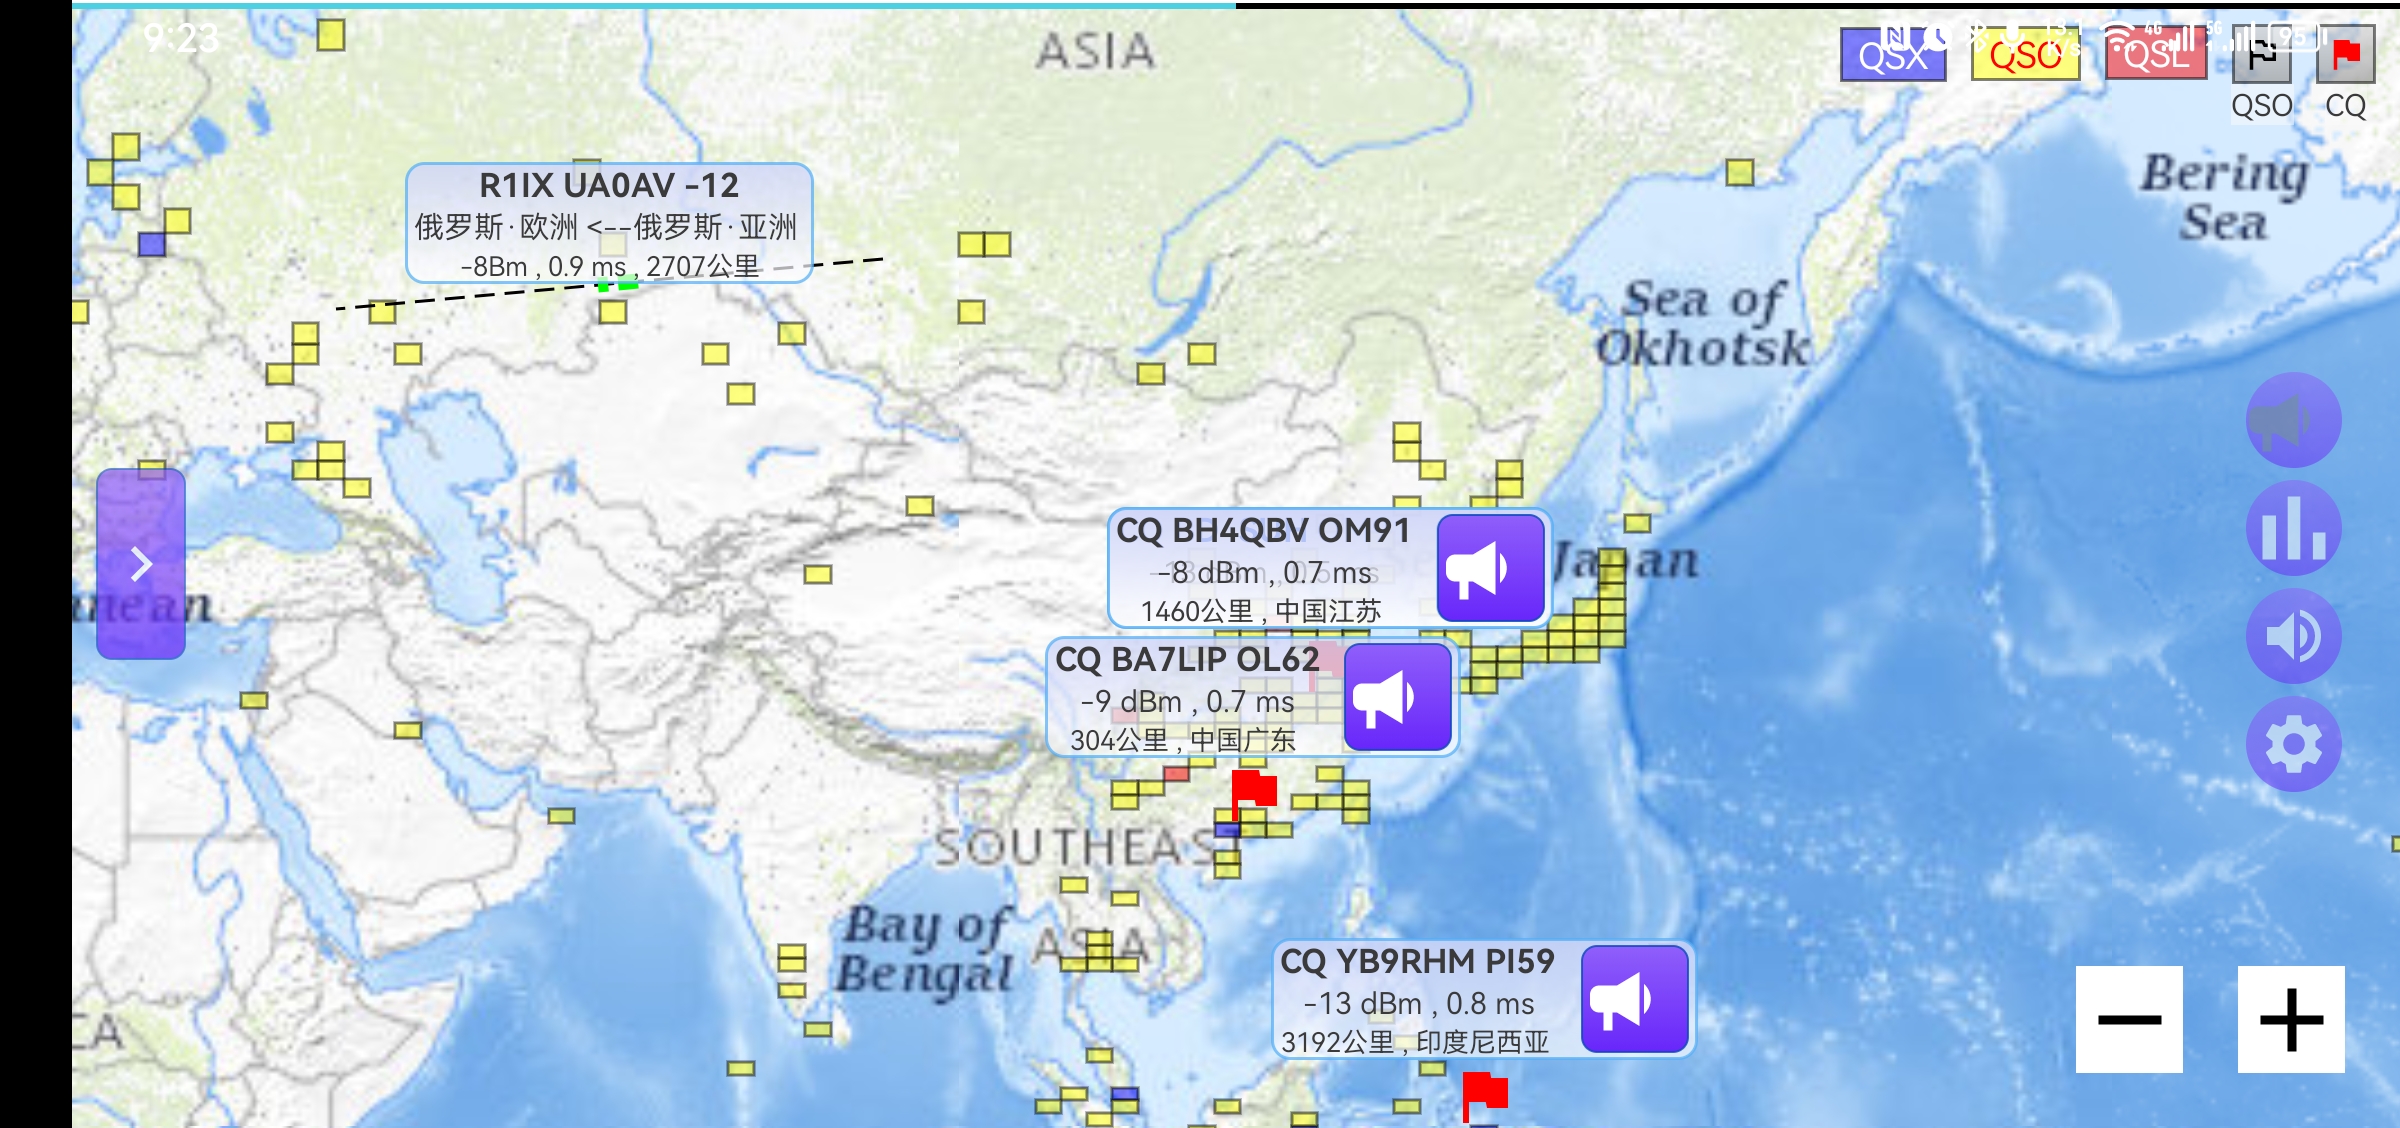 9:23
ASIA
4G
5G
95
QSX
QSO
QSL
QSO
CQ
Bering
Sea
R1IX UA0AV -12
俄罗斯·欧洲 <--俄罗斯·亚洲
-8Bm , 0.9 ms , 2707公里
Sea of
Okhotsk
CQ BH4QBV OM91
-8 dBm , 0.7 ms
1460公里 , 中国江苏
Japan
nean
CQ BA7LIP OL62
-9 dBm , 0.7 ms
304公里 , 中国广东
SOUTHEAST
ASIA
Bay of
Bengal
CQ YB9RHM PI59
-13 dBm , 0.8 ms
3192公里 , 印度尼西亚
CA